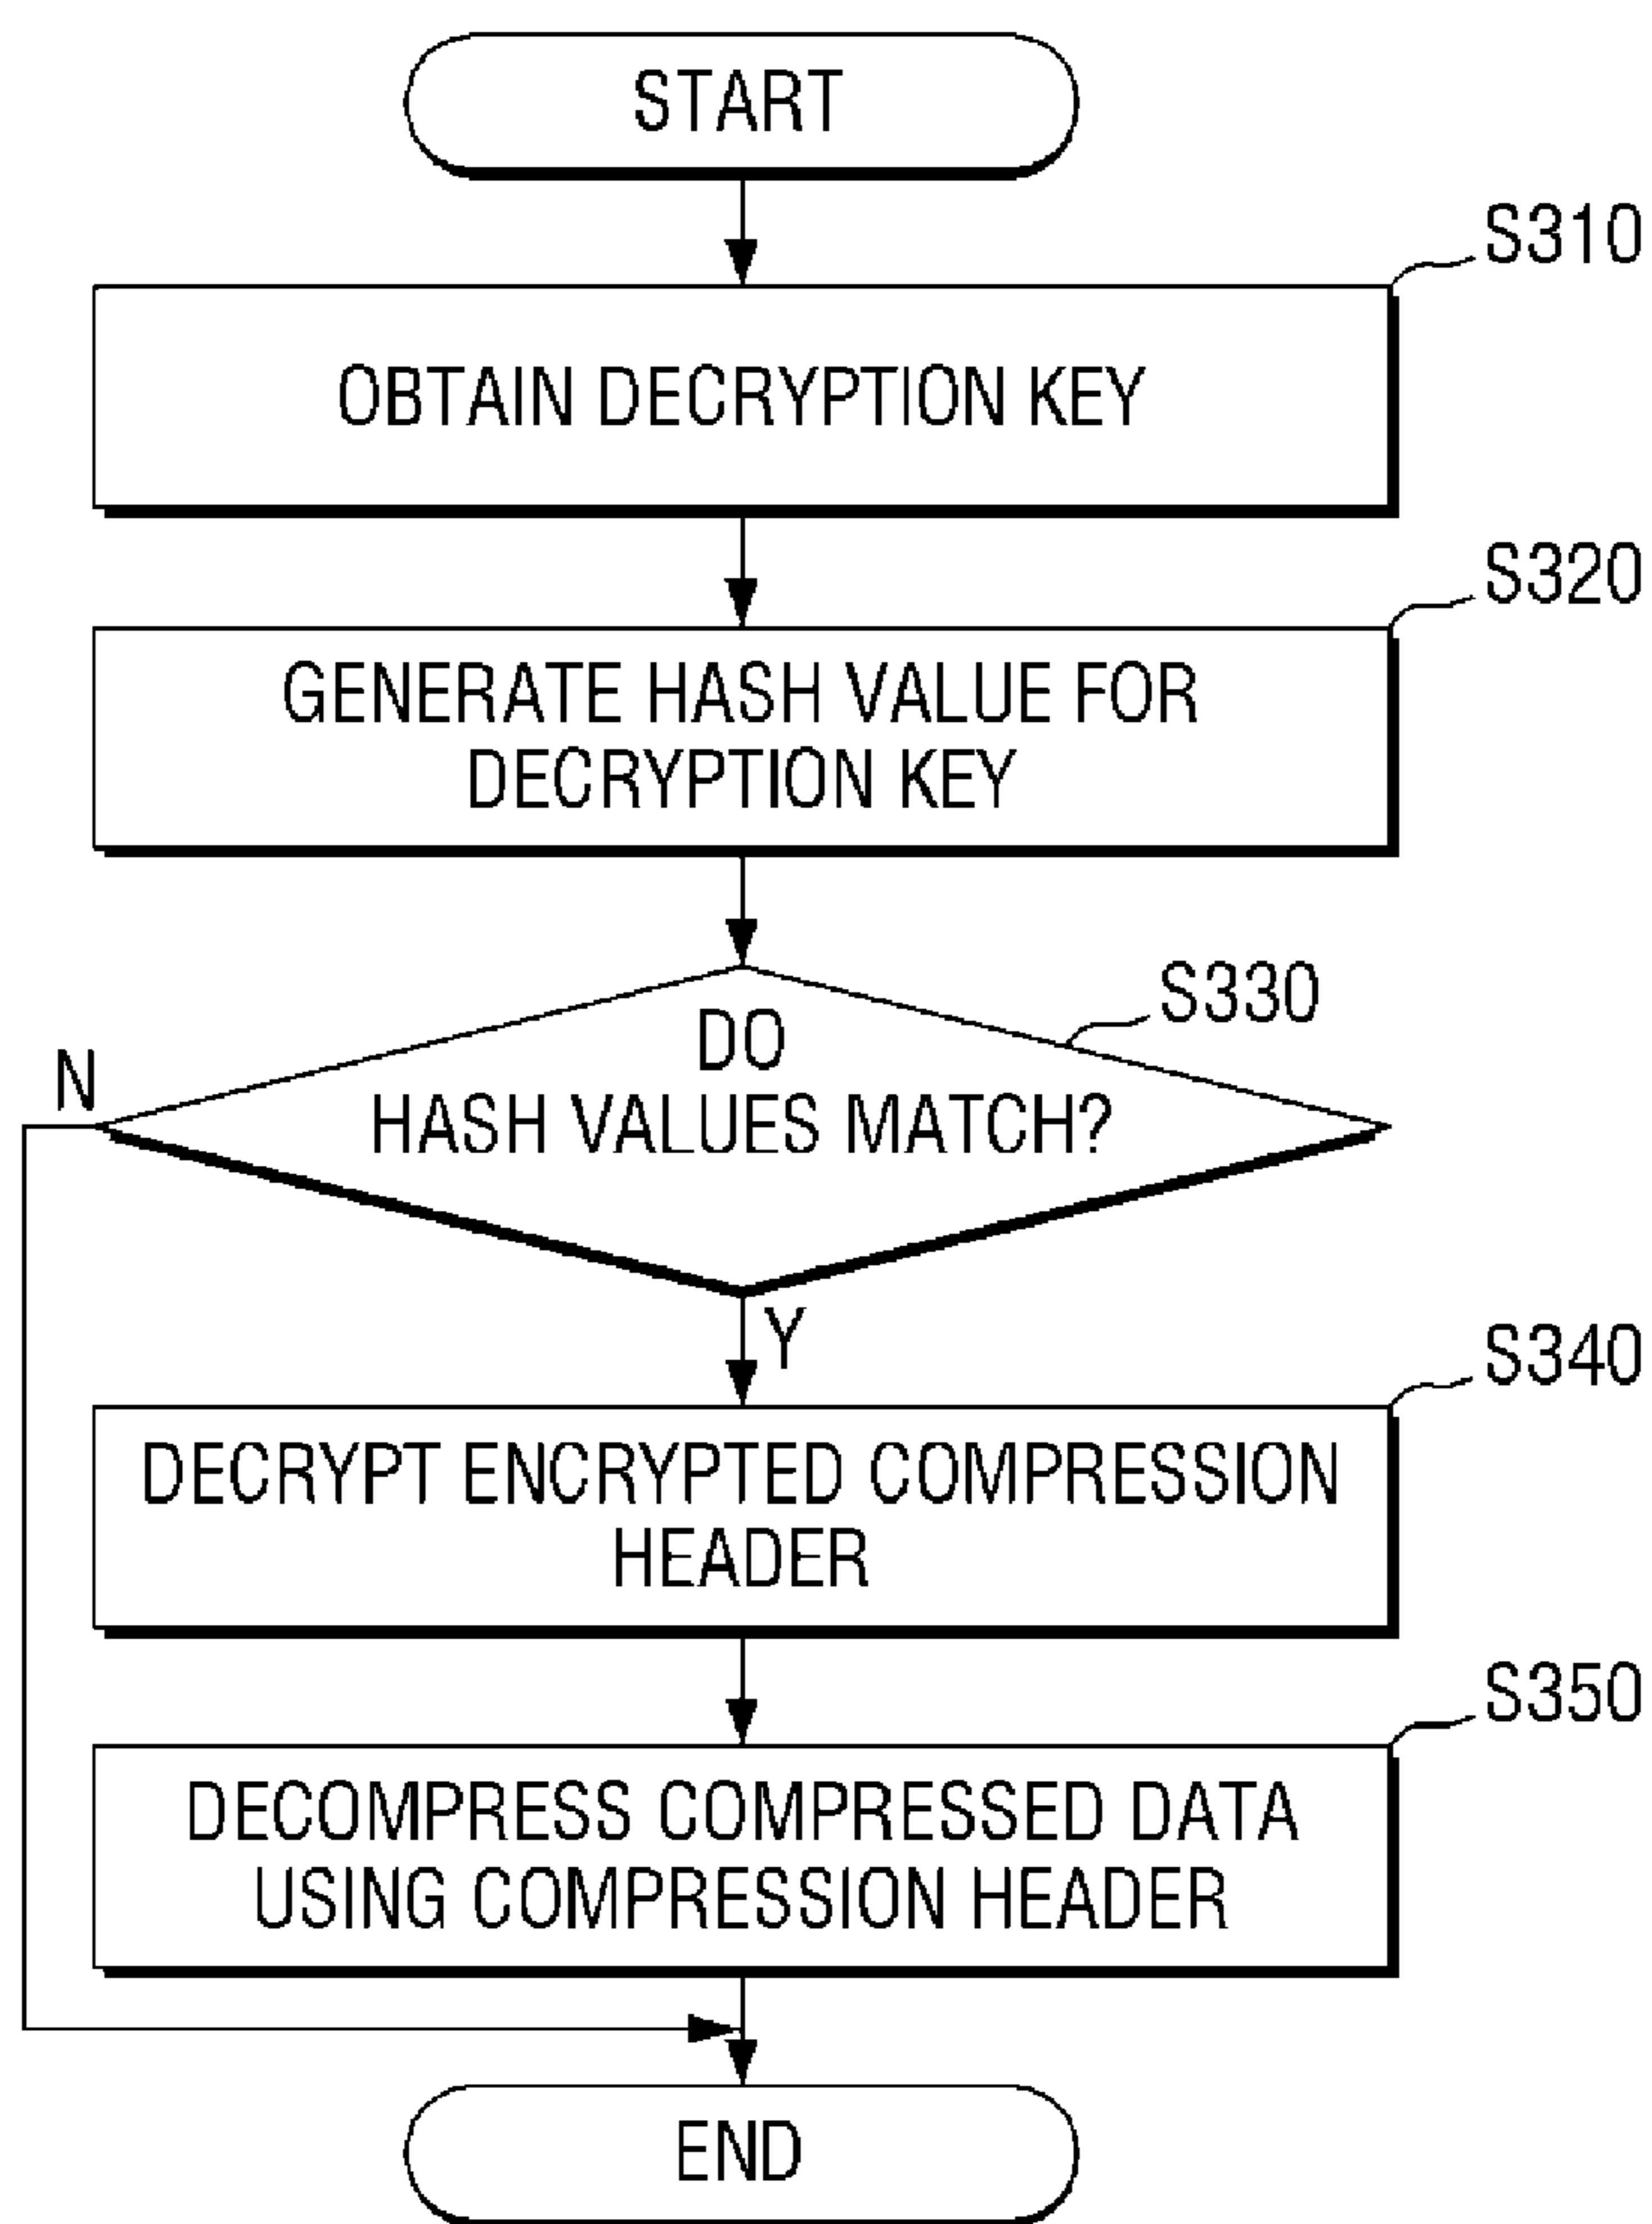 START
S310
OBTAIN DECRYPTION KEY
S320
GENERATE HASH VALUE FOR
DECRYPTION KEY
S330
DO
HASH VALUES MATCH?
N
Y
S340
DECRYPT ENCRYPTED COMPRESSION
HEADER
S350
DECOMPRESS COMPRESSED DATA
USING COMPRESSION HEADER
END